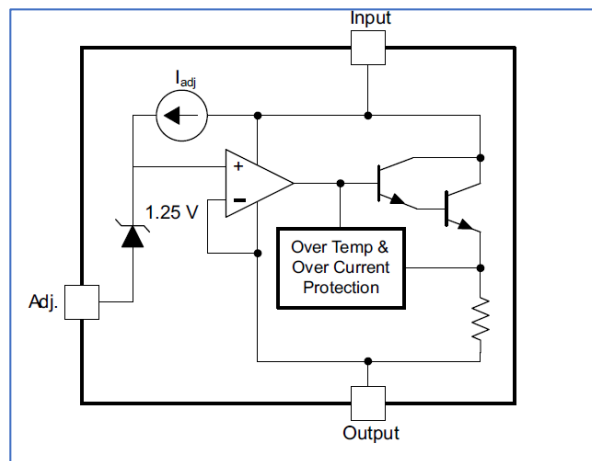 Input
Iadj
+
1.25 V
−
Over Temp &
Over Current
Protection
Adj.
Output